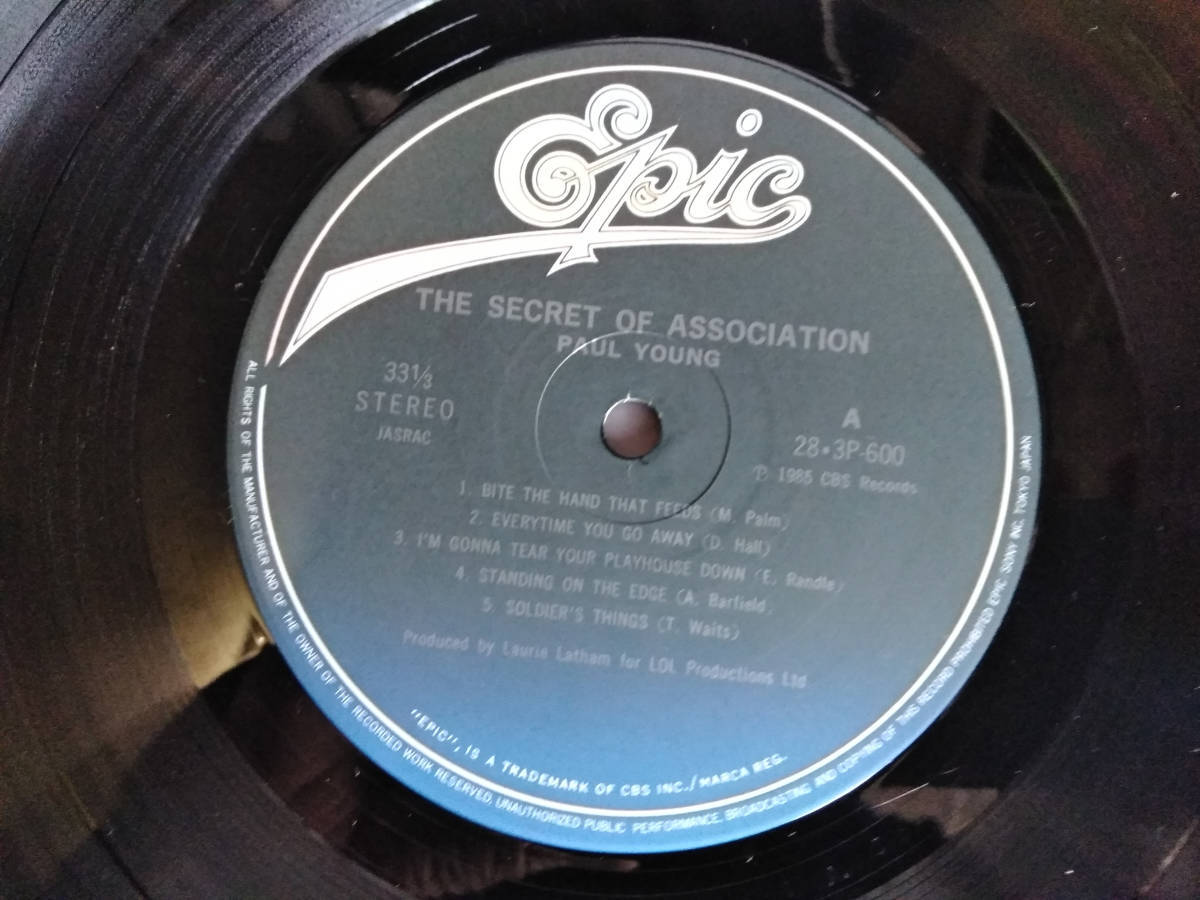 Epic
THE SECRET OF ASSOCIATION
PAUL YOUNG
33 1/3
STEREO
JASRAC
A
28・3P-600
Ⓟ 1985 CBS Records
1. BITE THE HAND THAT FEEDS (M. Palm)
2. EVERYTIME YOU GO AWAY (D. Hall)
3. I'M GONNA TEAR YOUR PLAYHOUSE DOWN (E. Randle)
4. STANDING ON THE EDGE (A. Barfield)
5. SOLDIER'S THINGS (T. Waits)
Produced by Laurie Latham for LOL Productions Ltd
"EPIC", IS A TRADEMARK OF CBS INC./MARCA REG.
ALL RIGHTS OF THE MANUFACTURER AND OF THE OWNER OF THE RECORDED WORK RESERVED. UNAUTHORIZED PUBLIC PERFORMANCE, BROADCASTING AND COPYING OF THIS RECORD PROHIBITED EPIC SONY INC. TOKYO JAPAN